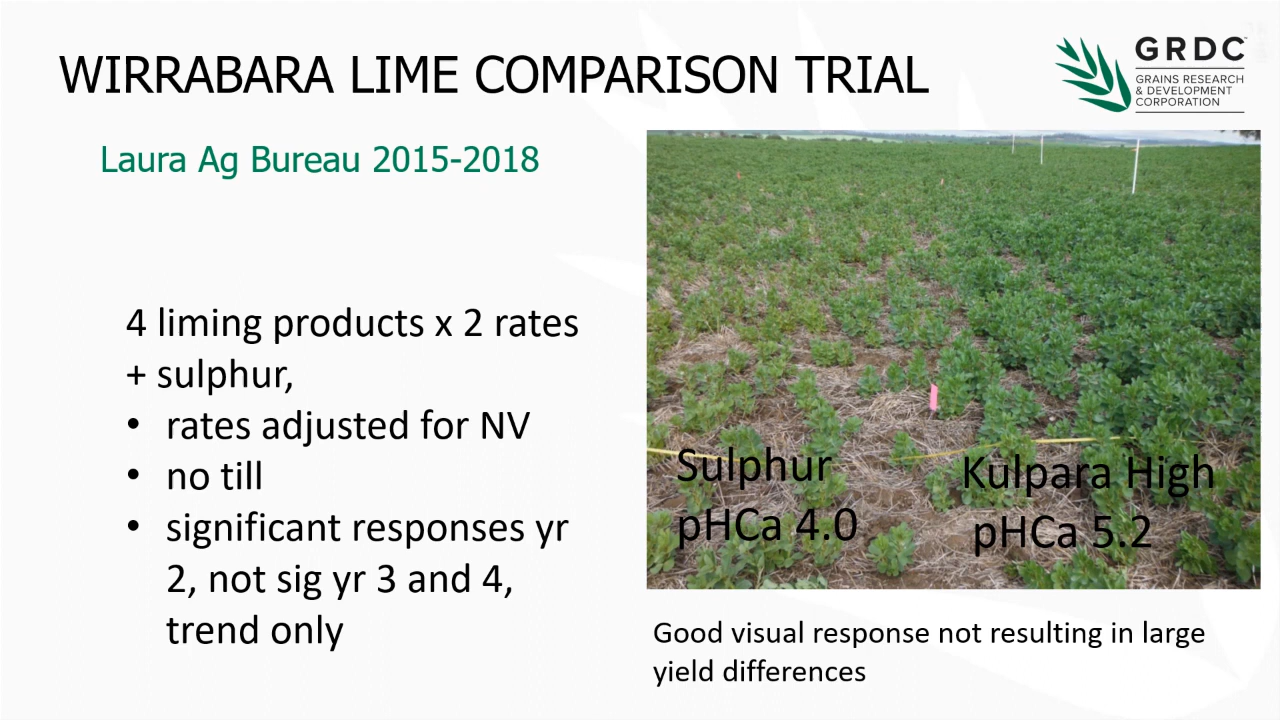 WIRRABARA LIME COMPARISON TRIAL
GRDC™
GRAINS RESEARCH
& DEVELOPMENT
CORPORATION
Laura Ag Bureau 2015-2018
4 liming products x 2 rates
+ sulphur,
• rates adjusted for NV
• no till
• significant responses yr
2, not sig yr 3 and 4,
trend only
Sulphur
pHCa 4.0
Kulpara High
pHCa 5.2
Good visual response not resulting in large
yield differences